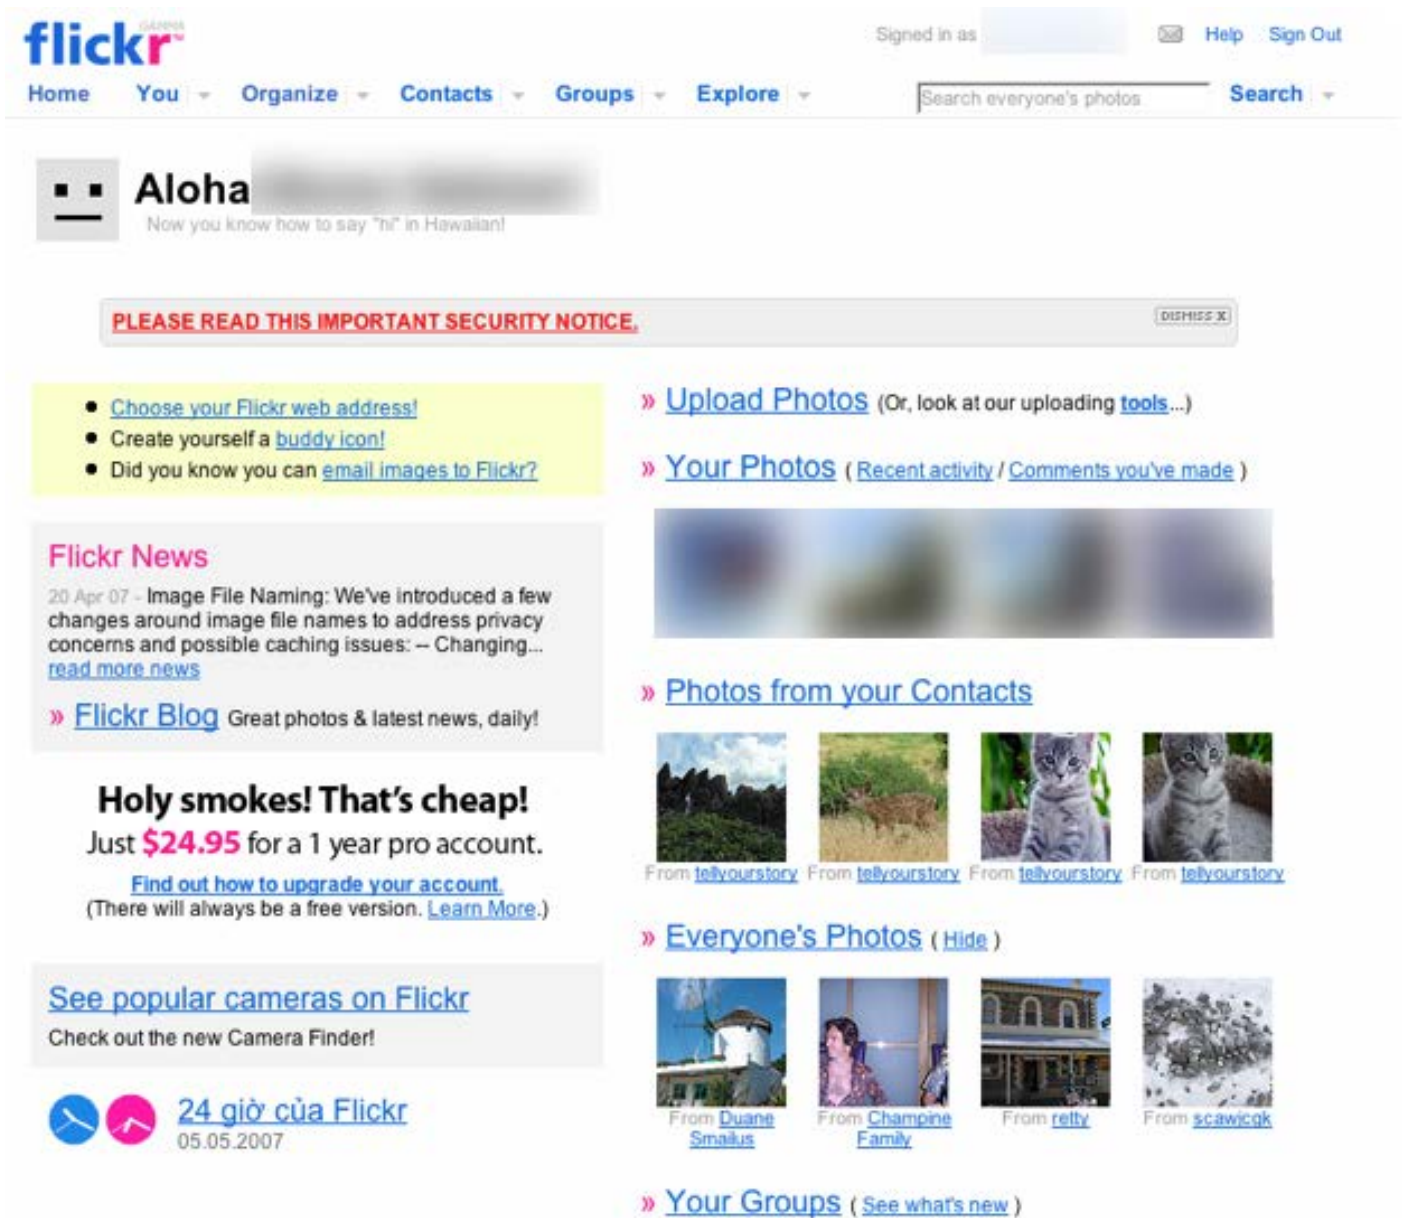 flickr GAMMA
Signed in as
Help Sign Out
Home You Organize Contacts Groups Explore
Search everyone's photos
Search
Aloha
Now you know how to say "hi" in Hawaiian!
PLEASE READ THIS IMPORTANT SECURITY NOTICE.
DISMISS X
Choose your Flickr web address!
Create yourself a buddy icon!
Did you know you can email images to Flickr?
Flickr News
20 Apr 07 - Image File Naming: We've introduced a few
changes around image file names to address privacy
concerns and possible caching issues: -- Changing...
read more news
» Flickr Blog Great photos & latest news, daily!
Holy smokes! That's cheap!
Just $24.95 for a 1 year pro account.
Find out how to upgrade your account.
(There will always be a free version. Learn More.)
See popular cameras on Flickr
Check out the new Camera Finder!
24 giờ của Flickr
05.05.2007
» Upload Photos (Or, look at our uploading tools...)
» Your Photos ( Recent activity / Comments you've made )
» Photos from your Contacts
From tellyourstory From tellyourstory From tellyourstory From tellyourstory
» Everyone's Photos ( Hide )
From Duane
Smailus
From Champine
Family
From retty
From scawjcgk
» Your Groups ( See what's new )